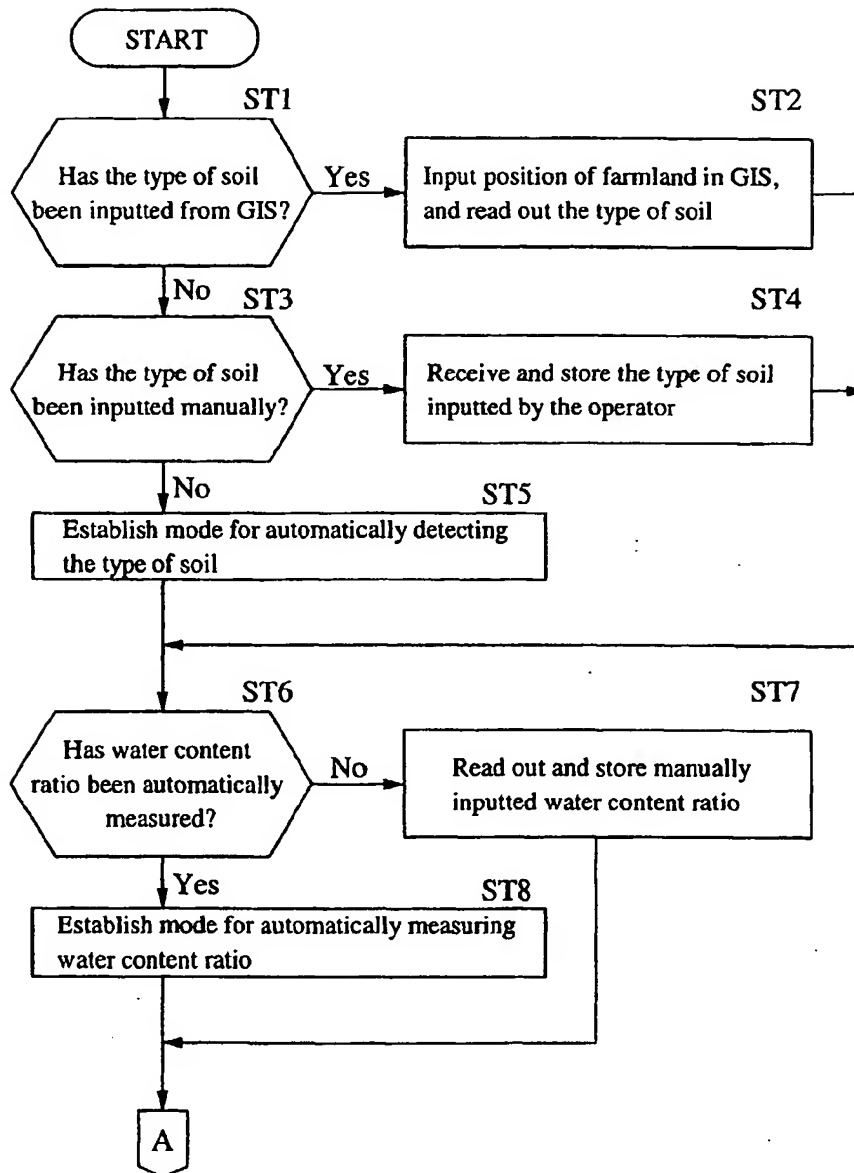 START
ST1
Has the type of soil
been inputted from GIS?
Yes
ST2
Input position of farmland in GIS,
and read out the type of soil
No
ST3
Has the type of soil
been inputted manually?
Yes
ST4
Receive and store the type of soil
inputted by the operator
No
ST5
Establish mode for automatically detecting
the type of soil
ST6
Has water content
ratio been automatically
measured?
No
ST7
Read out and store manually
inputted water content ratio
Yes
ST8
Establish mode for automatically measuring
water content ratio
A